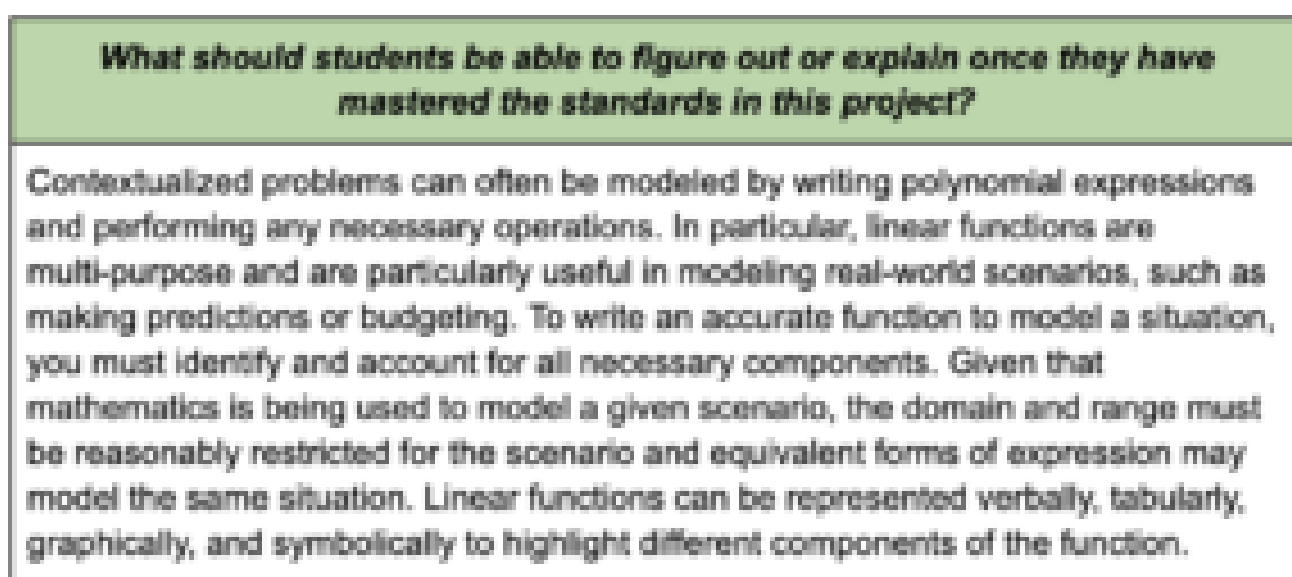 What should students be able to figure out or explain once they have
mastered the standards in this project?
Contextualized problems can often be modeled by writing polynomial expressions
and performing any necessary operations. In particular, linear functions are
multi-purpose and are particularly useful in modeling real-world scenarios, such as
making predictions or budgeting. To write an accurate function to model a situation,
you must identify and account for all necessary components. Given that
mathematics is being used to model a given scenario, the domain and range must
be reasonably restricted for the scenario and equivalent forms of expression may
model the same situation. Linear functions can be represented verbally, tabularly,
graphically, and symbolically to highlight different components of the function.